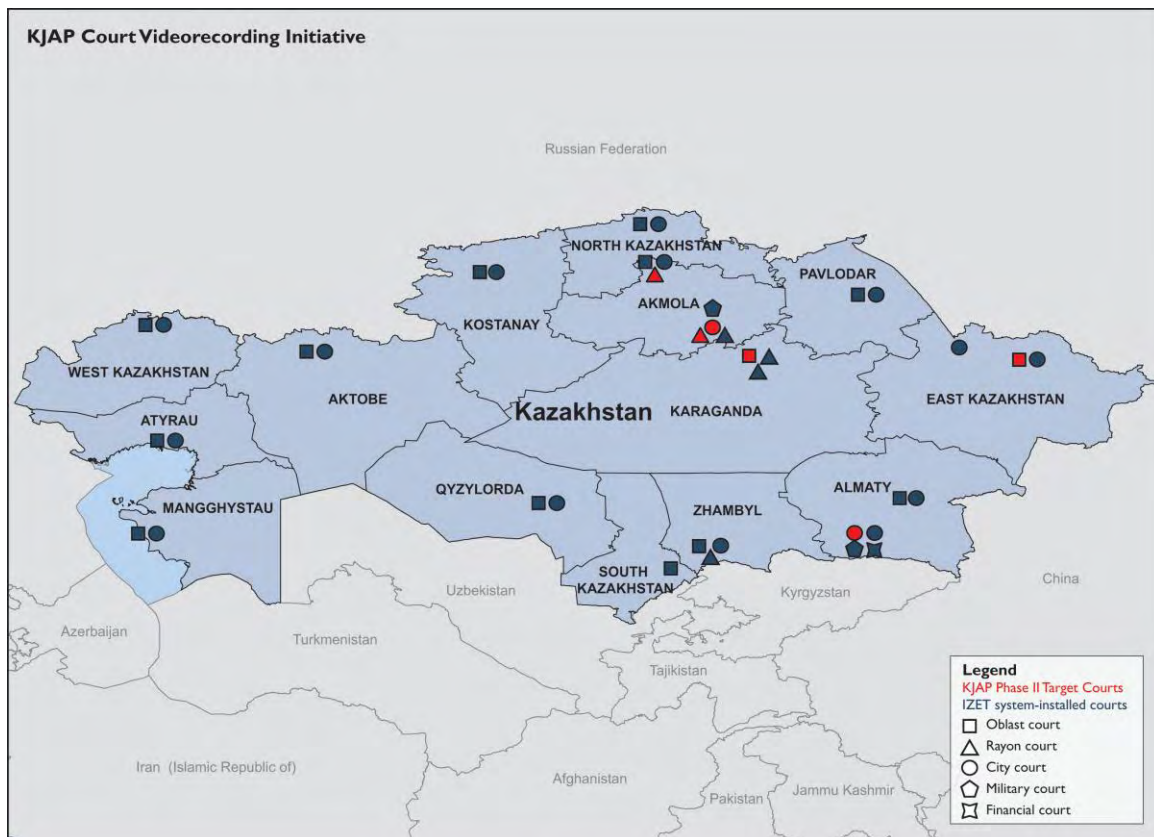 KJAP Court Videorecording Initiative
Russian Federation
NORTH KAZAKHSTAN
PAVLODAR
AKMOLA
KOSTANAY
WEST KAZAKHSTAN
AKTOBE
Kazakhstan
KARAGANDA
EAST KAZAKHSTAN
ATYRAU
MANGGHYSTAU
QYZYLORDA
ZHAMBYL
ALMATY
SOUTH
KAZAKHSTAN
Uzbekistan
Kyrgyzstan
China
Azerbaijan
Turkmenistan
Tajikistan
Iran (Islamic Republic of)
Afghanistan
Pakistan
Jammu Kashmir
Legend
KJAP Phase II Target Courts
IZET system-installed courts
Oblast court
Rayon court
City court
Military court
Financial court